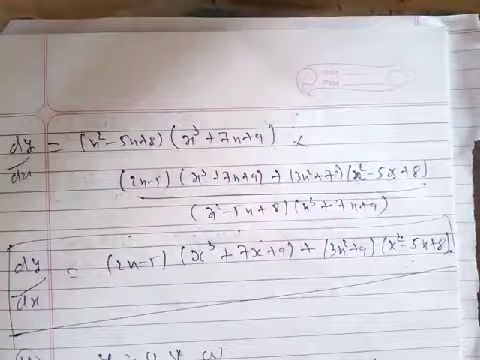 dy/dx = (x² - 5x+8) (x³ + 7x+9) ×
(2x-5) (x³ + 7x+9) + (3x²+7) (x² - 5x+8)
(x² - 5x+8) (x³ + 7x+9)
dy/dx = (2x-5) (x³ + 7x+9) + (3x²+9) (x² - 5x+8)